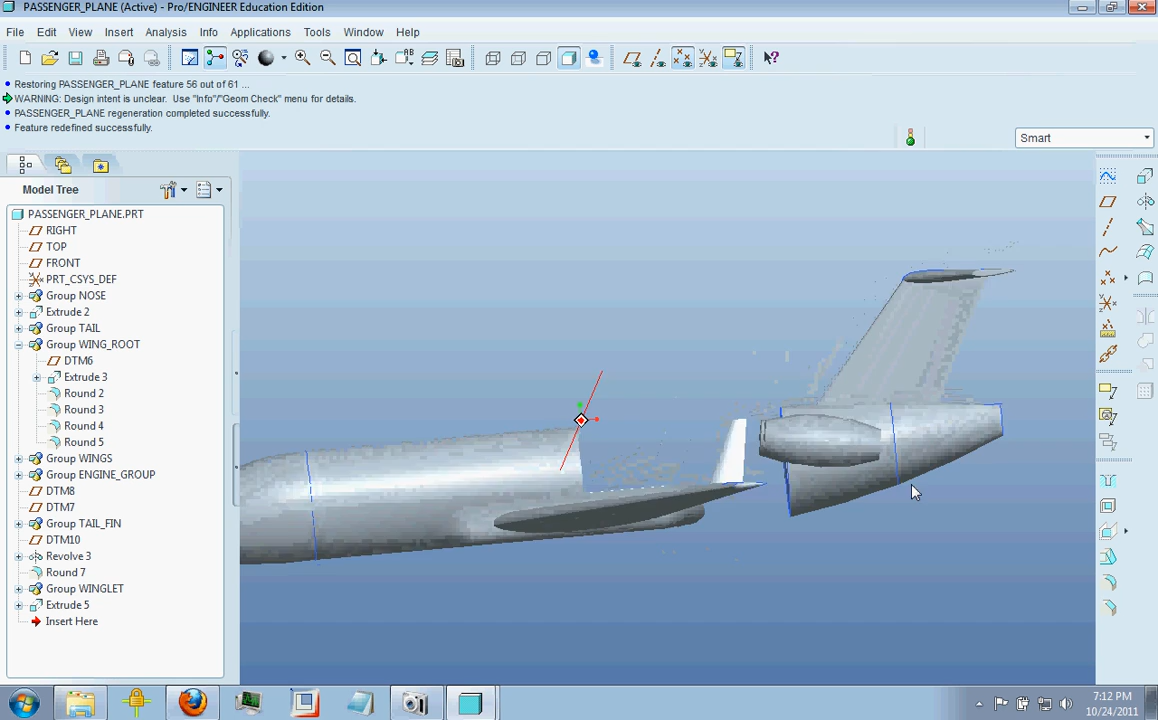 PASSENGER_PLANE (Active) - Pro/ENGINEER Education Edition
File Edit View Insert Analysis Info Applications Tools Window Help
Restoring PASSENGER_PLANE feature 56 out of 61 ...
WARNING: Design intent is unclear. Use "Info"/"Geom Check" menu for details.
PASSENGER_PLANE regeneration completed successfully.
Feature redefined successfully.
Smart
Model Tree
PASSENGER_PLANE.PRT
RIGHT
TOP
FRONT
PRT_CSYS_DEF
Group NOSE
Extrude 2
Group TAIL
Group WING_ROOT
DTM6
Extrude 3
Round 2
Round 3
Round 4
Round 5
Group WINGS
Group ENGINE_GROUP
DTM8
DTM7
Group TAIL_FIN
DTM10
Revolve 3
Round 7
Group WINGLET
Extrude 5
Insert Here
7:12 PM
10/24/2011